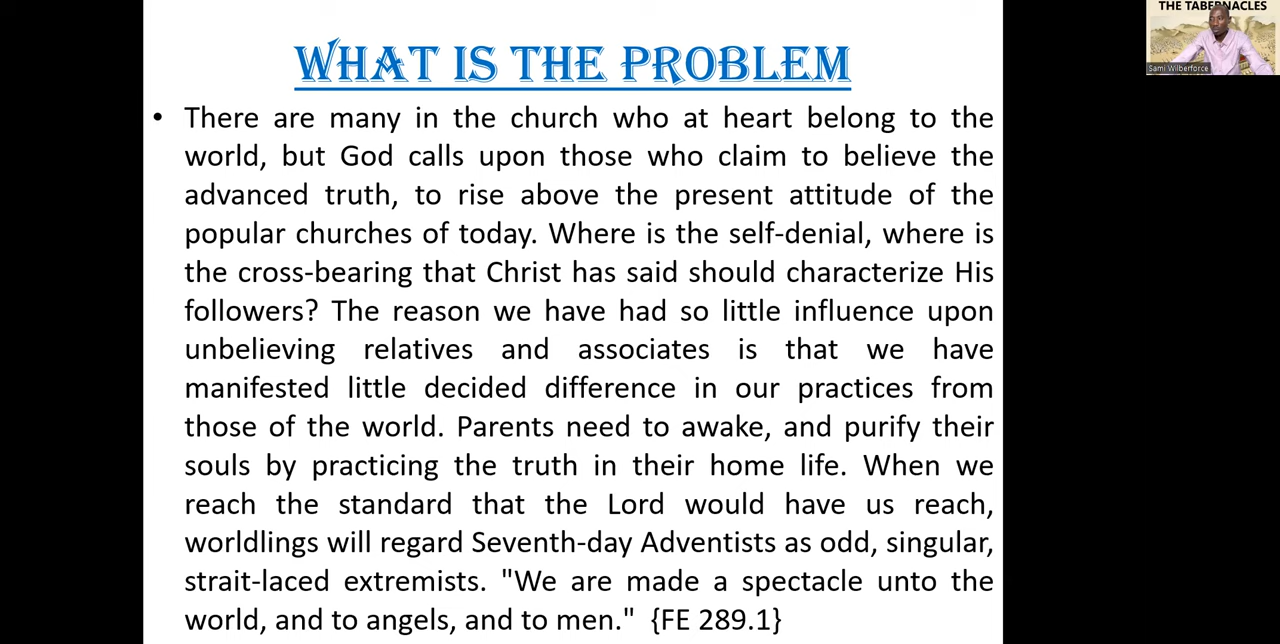 WHAT IS THE PROBLEM
• There are many in the church who at heart belong to the
world, but God calls upon those who claim to believe the
advanced truth, to rise above the present attitude of the
popular churches of today. Where is the self-denial, where is
the cross-bearing that Christ has said should characterize His
followers? The reason we have had so little influence upon
unbelieving relatives and associates is that we have
manifested little decided difference in our practices from
those of the world. Parents need to awake, and purify their
souls by practicing the truth in their home life. When we
reach the standard that the Lord would have us reach,
worldlings will regard Seventh-day Adventists as odd, singular,
strait-laced extremists. "We are made a spectacle unto the
world, and to angels, and to men." {FE 289.1}
THE TABERNACLES
Sami Wilberforce